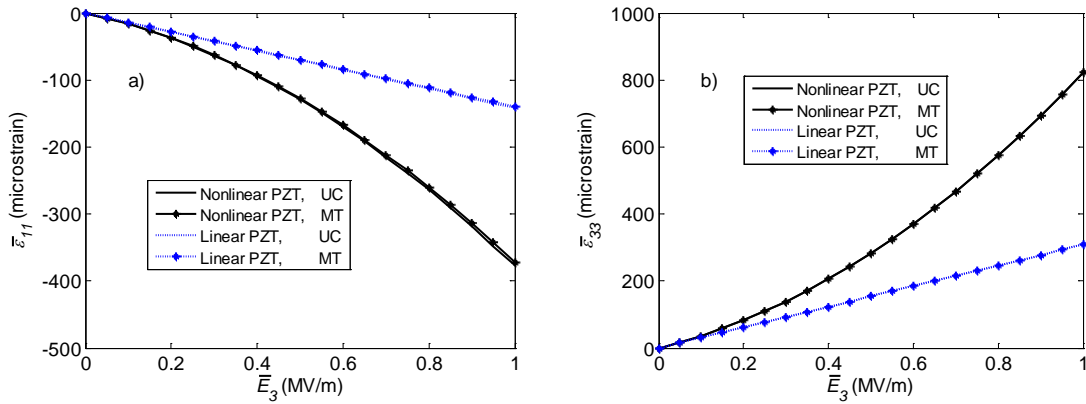 0
-100
-200
-300
-400
-500
0 0.2 0.4 0.6 0.8 1
a)
Nonlinear PZT, UC
Nonlinear PZT, MT
Linear PZT, UC
Linear PZT, MT
ε̄11 (microstrain)
Ē3 (MV/m)
1000
800
600
400
200
0
0 0.2 0.4 0.6 0.8 1
b)
Nonlinear PZT, UC
Nonlinear PZT, MT
Linear PZT, UC
Linear PZT, MT
ε̄33 (microstrain)
Ē3 (MV/m)